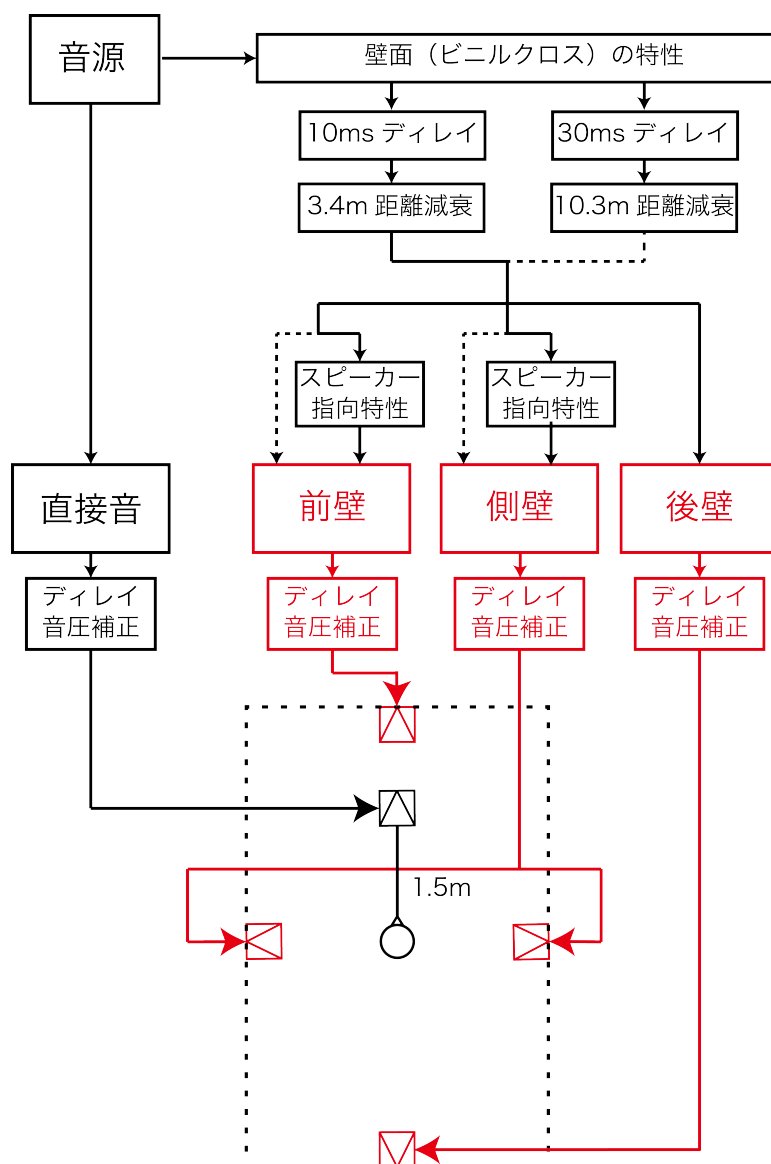 音源
壁面（ビニルクロス）の特性
10ms ディレイ
30ms ディレイ
3.4m 距離減衰
10.3m 距離減衰
スピーカー
指向特性
スピーカー
指向特性
直接音
前壁
側壁
後壁
ディレイ
音圧補正
ディレイ
音圧補正
ディレイ
音圧補正
ディレイ
音圧補正
1.5m